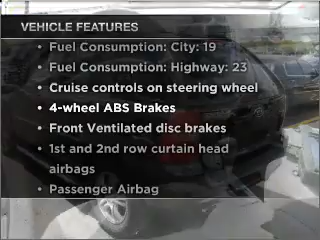 VEHICLE FEATURES
• Fuel Consumption: City: 19
• Fuel Consumption: Highway: 23
• Cruise controls on steering wheel
• 4-wheel ABS Brakes
• Front Ventilated disc brakes
• 1st and 2nd row curtain head
airbags
• Passenger Airbag